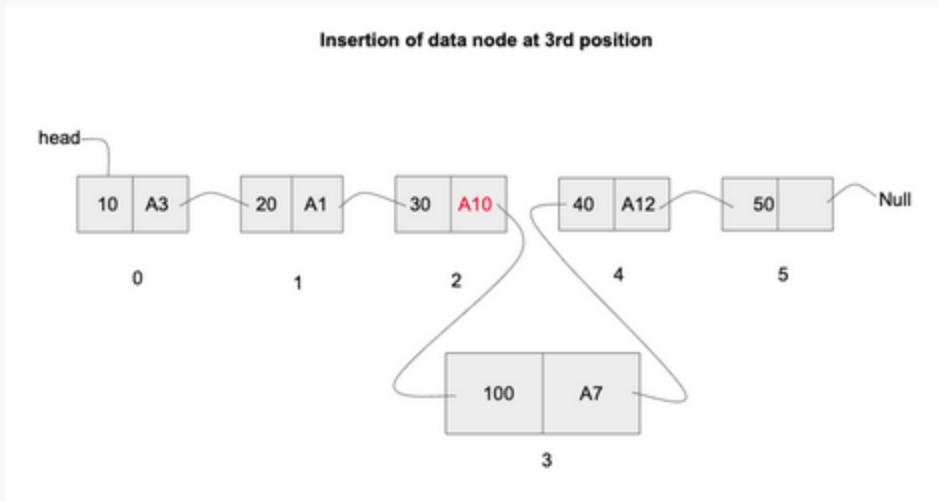 Insertion of data node at 3rd position
head
10 A3 20 A1 30 A10 40 A12 50 Null
0 1 2 4 5
100 A7
3